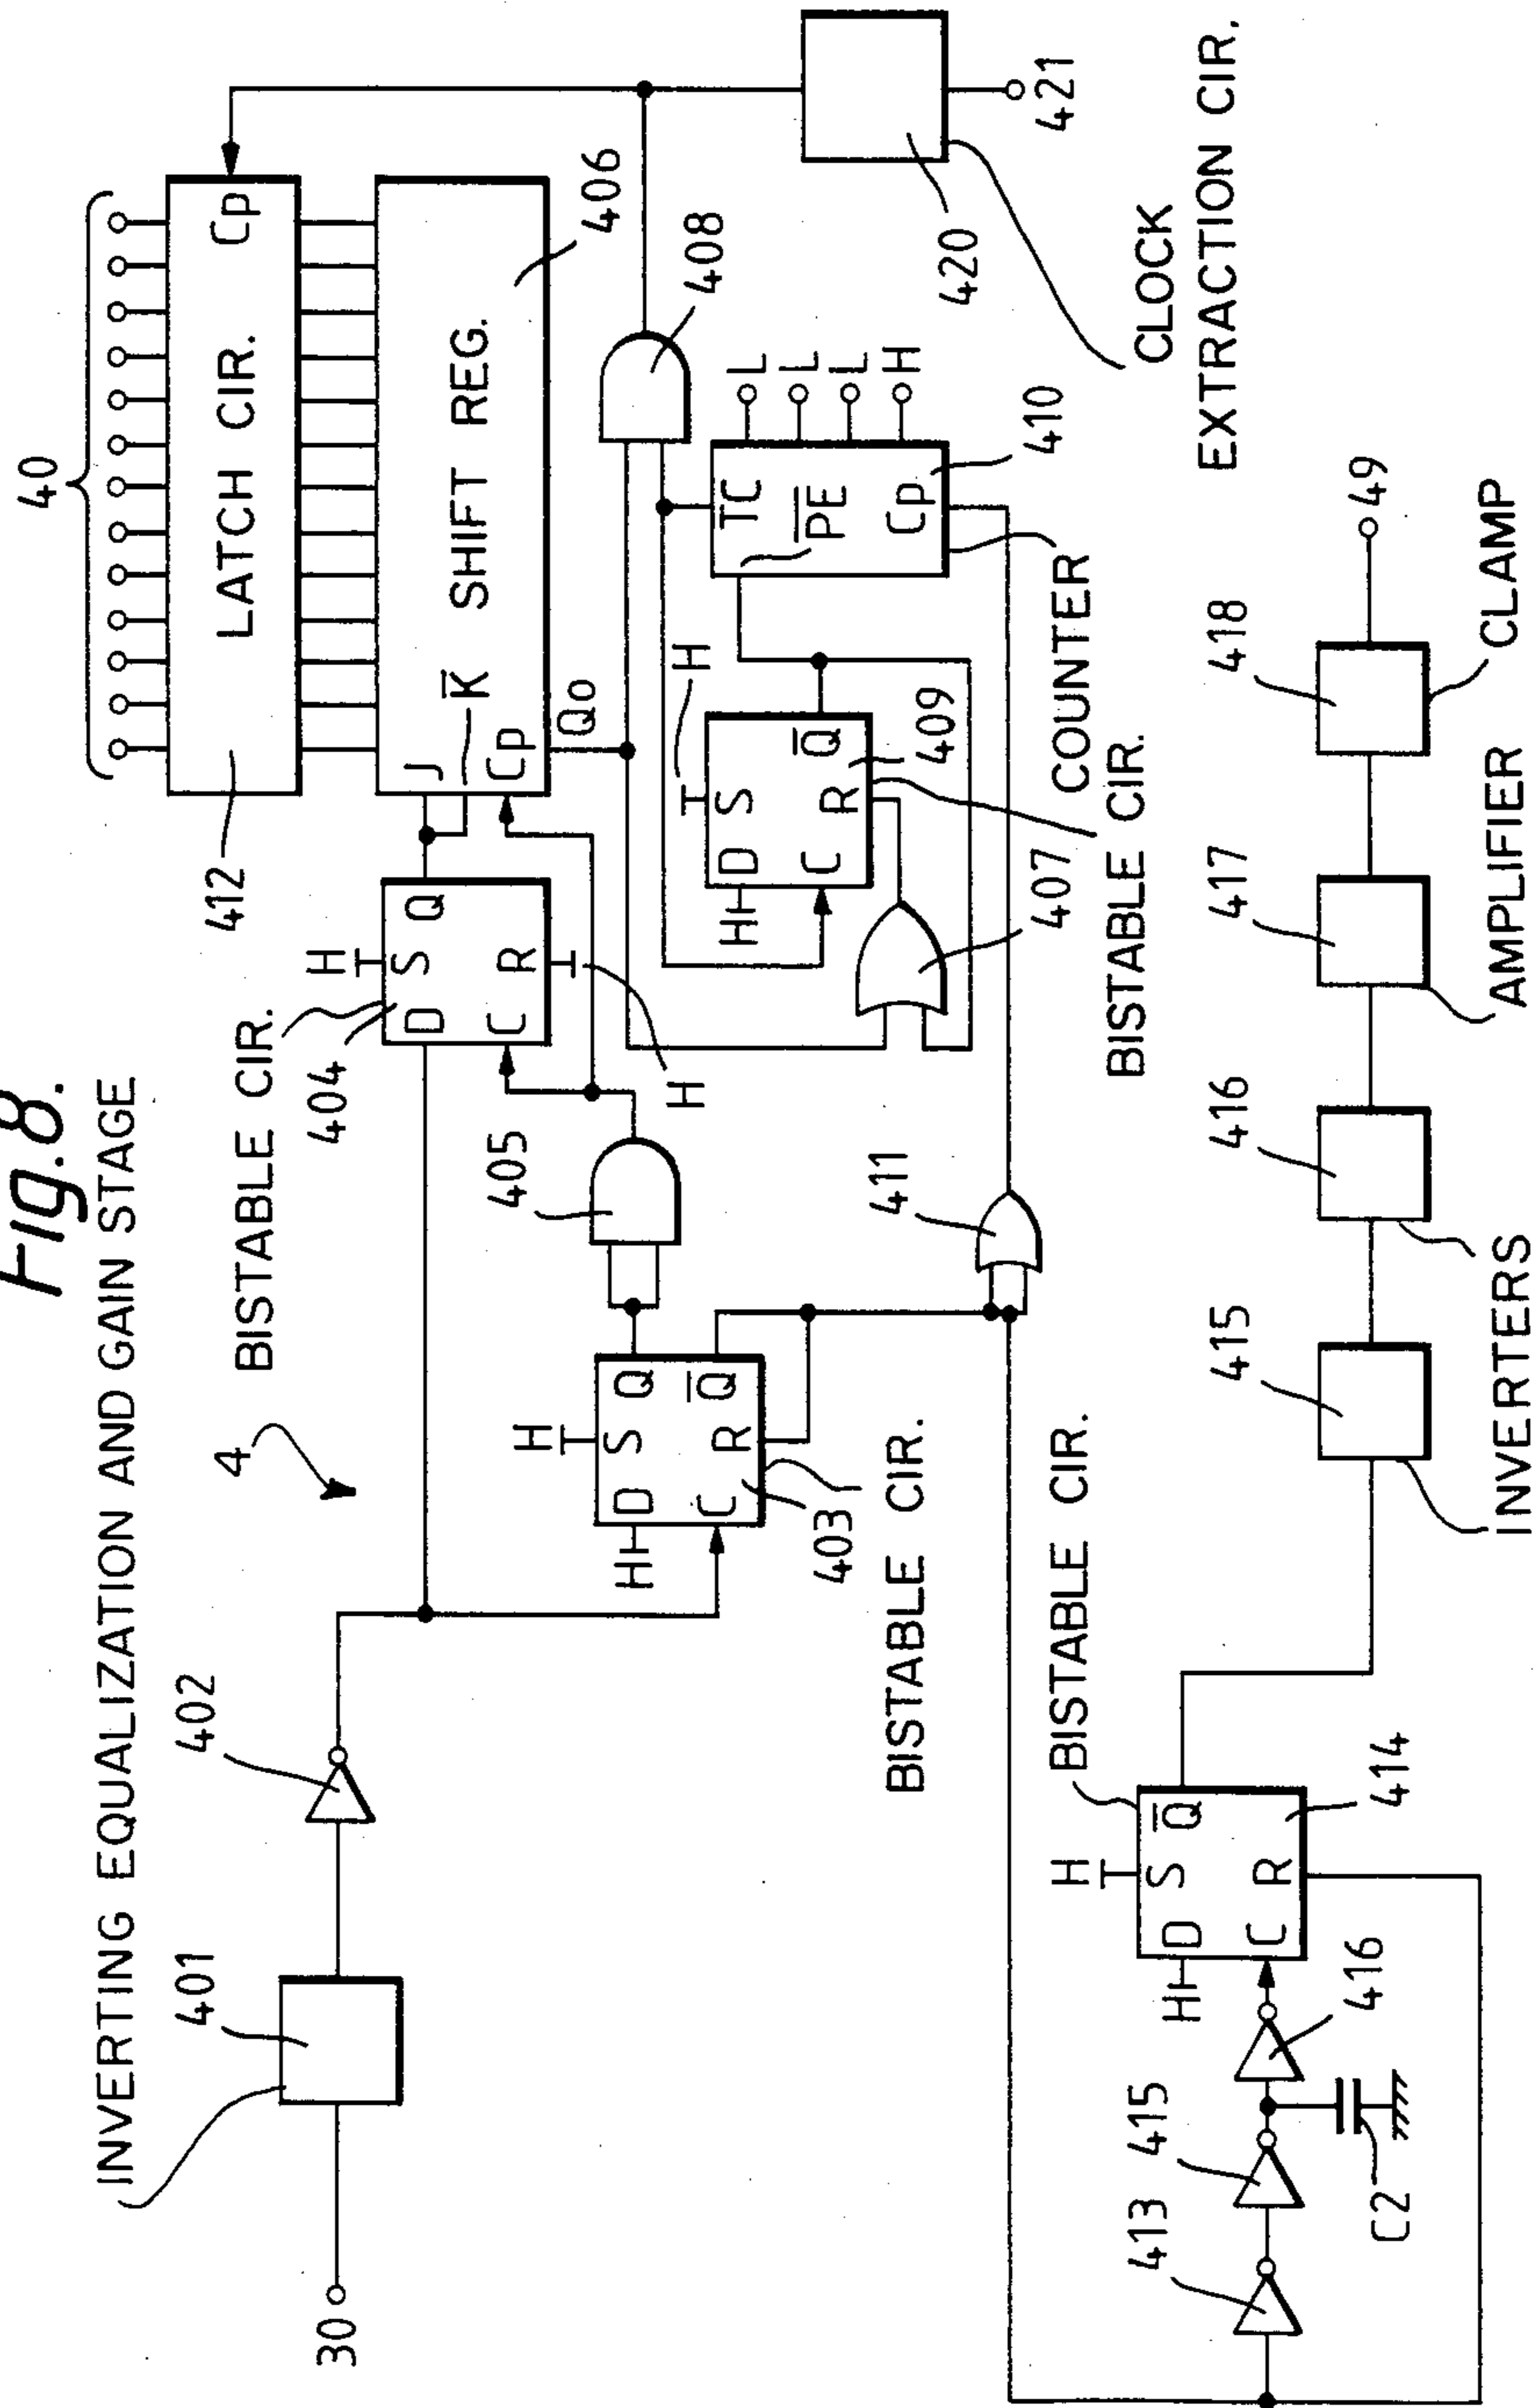 Fig.8.
INVERTING EQUALIZATION AND GAIN STAGE
4
30
401
402
BISTABLE CIR.
404
H
D
S
Q
C
R
H
412
40
LATCH CIR.
Cp
SHIFT REG.
J
K̅
Cp
Qo
406
405
H
H
D
S
Q
C
R
Q̅
403
BISTABLE CIR.
411
407
H
H
D
S
C
R
Q̅
409
BISTABLE CIR.
408
TC
P̅E̅
Cp
L
L
L
H
410
COUNTER
420
421
CLOCK
EXTRACTION CIR.
413
415
416
C2
BISTABLE CIR.
H
H
D
S
Q̅
C
R
414
415
416
INVERTERS
417
AMPLIFIER
418
CLAMP
49